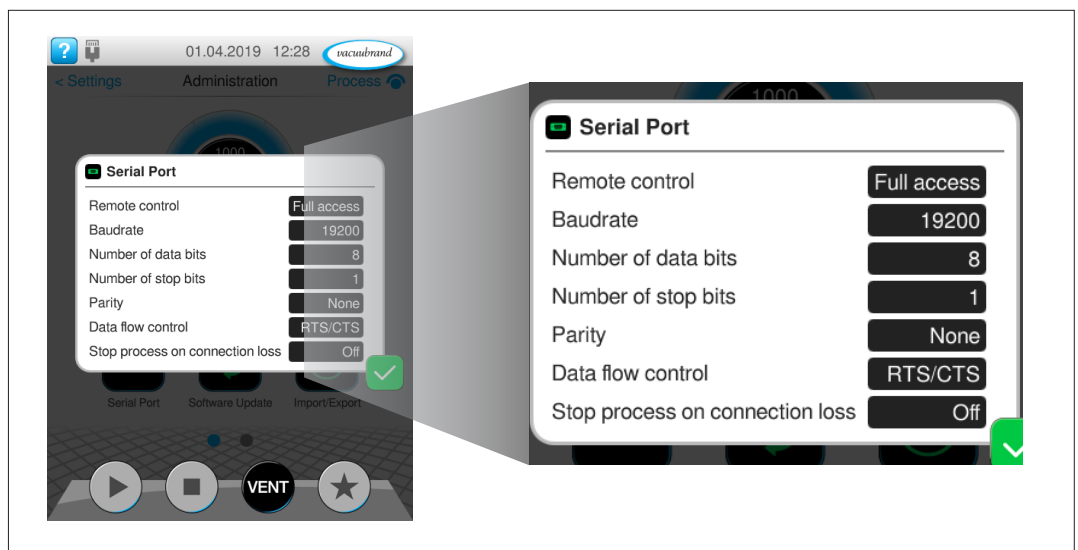 ?
01.04.2019 12:28
vacuubrand
< Settings
Administration
Process
1000
Serial Port
Remote control Full access
Baudrate 19200
Number of data bits 8
Number of stop bits 1
Parity None
Data flow control RTS/CTS
Stop process on connection loss Off
Serial Port
Software Update
Import/Export
VENT
1000
Serial Port
Remote control Full access
Baudrate 19200
Number of data bits 8
Number of stop bits 1
Parity None
Data flow control RTS/CTS
Stop process on connection loss Off